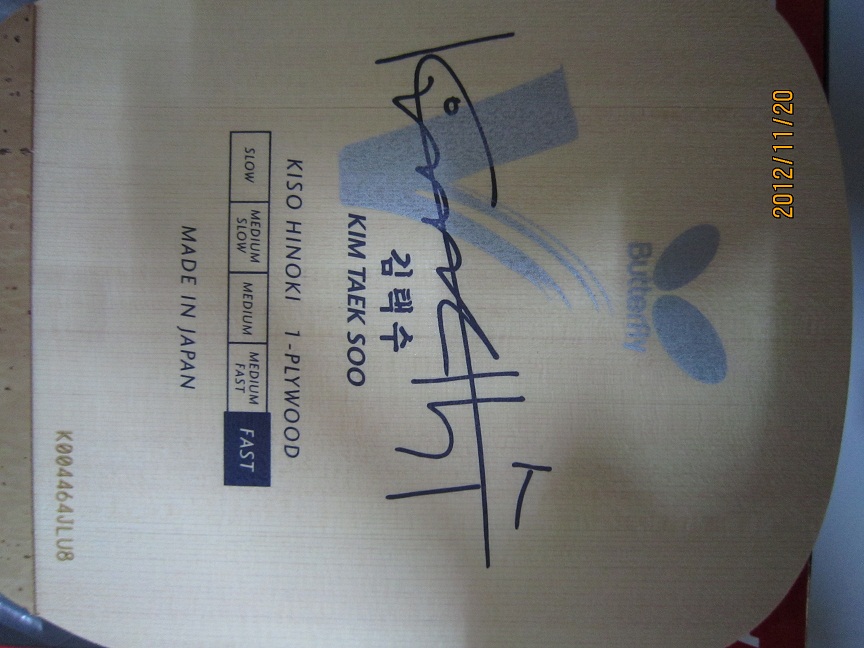 Butterfly
김택수
KIM TAEK SOO
KISO HINOKI 1-PLYWOOD
SLOW
MEDIUM SLOW
MEDIUM
MEDIUM FAST
FAST
MADE IN JAPAN
K004464JLU8
2012/11/20